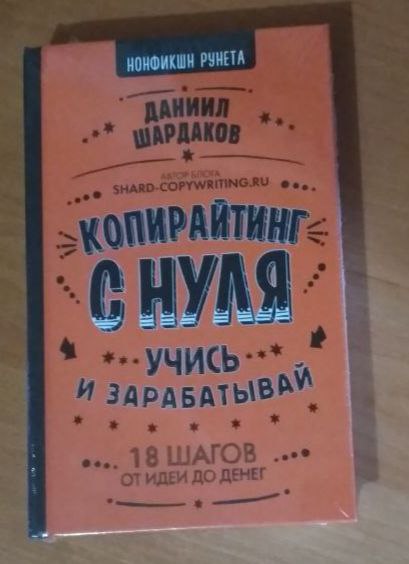 НОНФИКШН РУНЕТА
ДАНИИЛ
ШАРДАКОВ
АВТОР БЛОГА
SHARD-COPYWRITING.RU
КОПИРАЙТИНГ
С НУЛЯ
УЧИСЬ
И ЗАРАБАТЫВАЙ
18 ШАГОВ
ОТ ИДЕИ ДО ДЕНЕГ